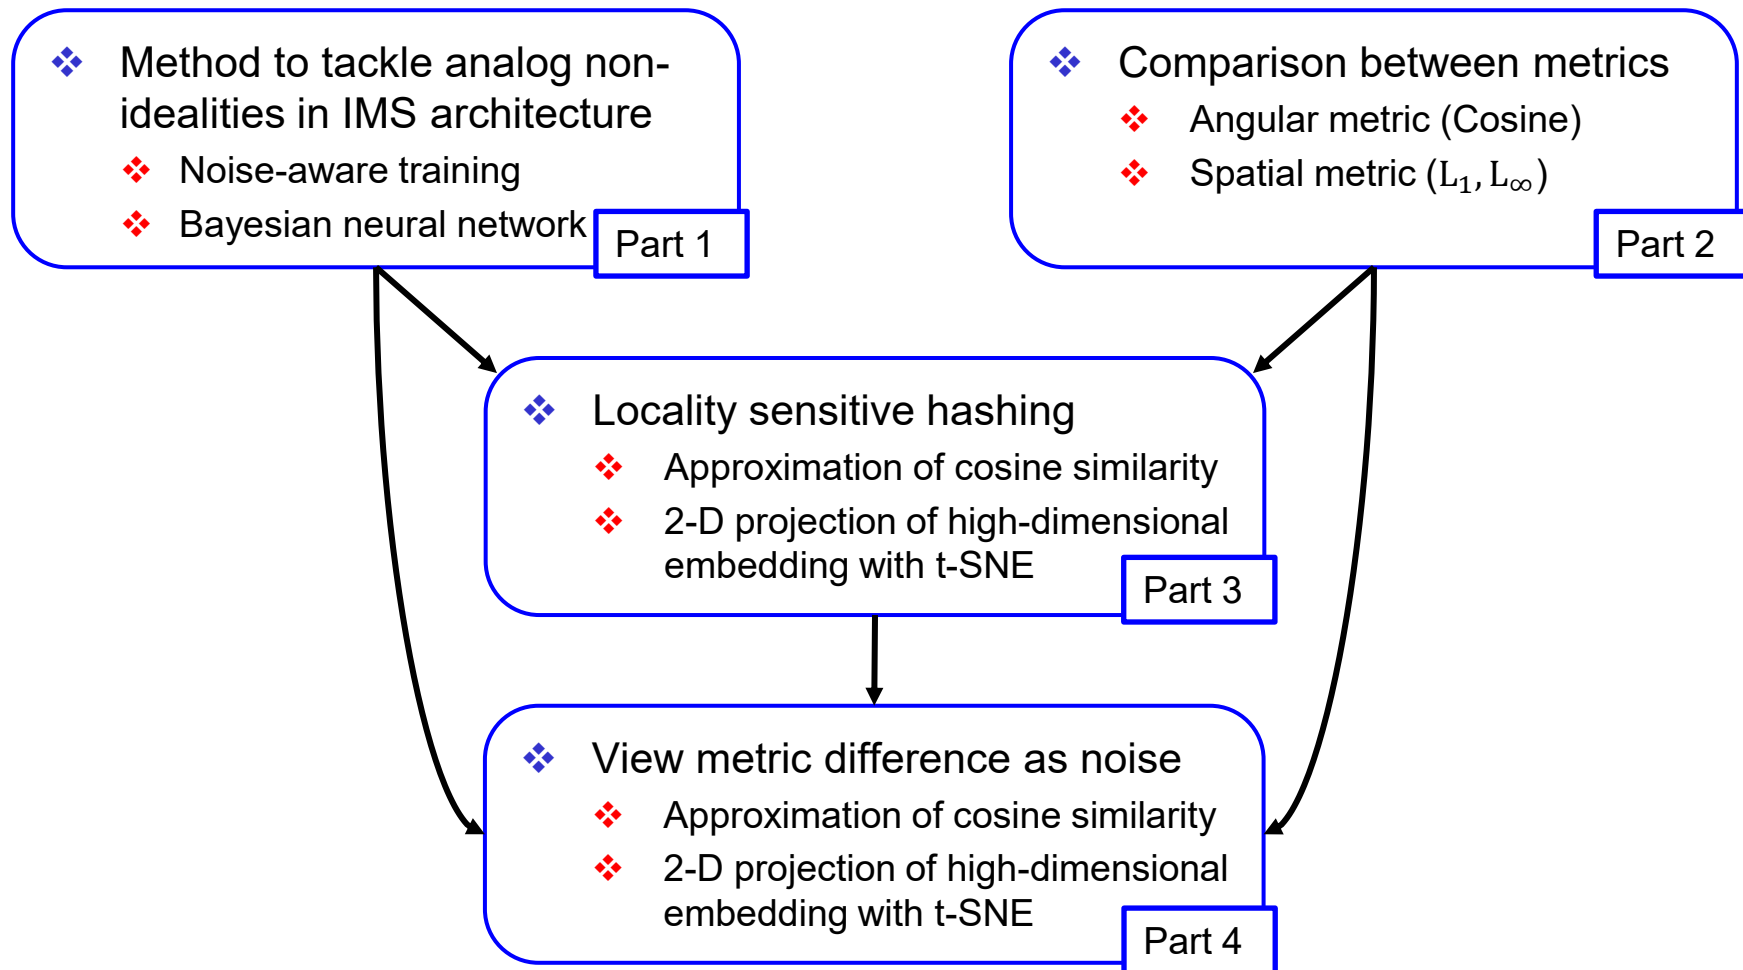 Method to tackle analog non-
idealities in IMS architecture
Noise-aware training
Bayesian neural network
Part 1
Comparison between metrics
Angular metric (Cosine)
Spatial metric (L₁, L∞)
Part 2
Locality sensitive hashing
Approximation of cosine similarity
2-D projection of high-dimensional
embedding with t-SNE
Part 3
View metric difference as noise
Approximation of cosine similarity
2-D projection of high-dimensional
embedding with t-SNE
Part 4